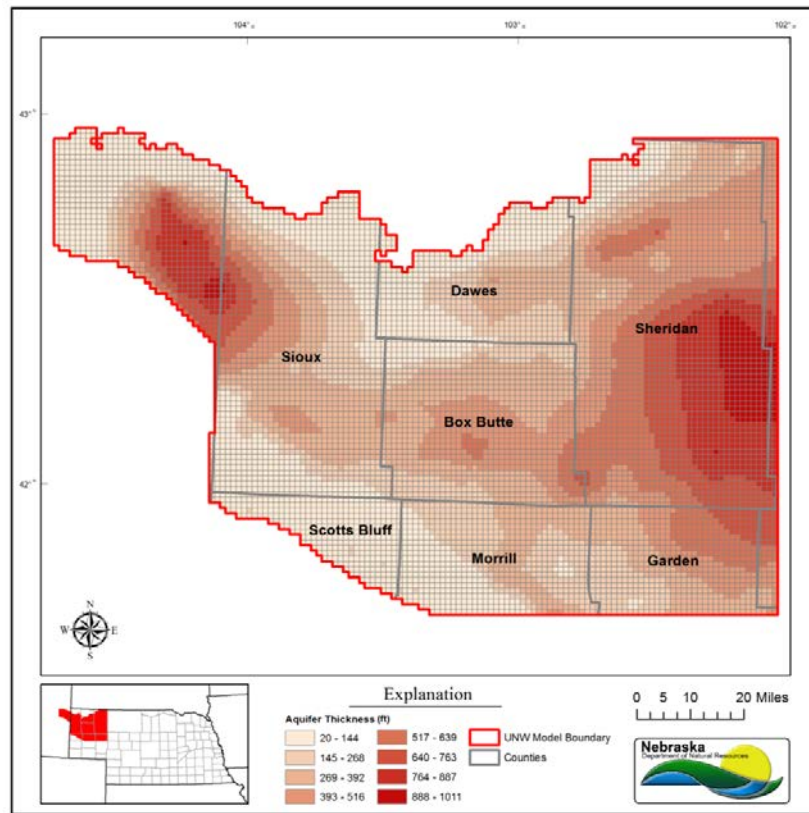 104°
103°
102°
43°
Dawes
Sheridan
Sioux
Box Butte
42°
Scotts Bluff
Morrill
Garden
N
W E
S
Explanation
Aquifer Thickness (ft)
20 - 144
145 - 268
269 - 392
393 - 516
517 - 639
640 - 763
764 - 887
888 - 1011
UNW Model Boundary
Counties
0 5 10 20 Miles
Nebraska
Department of Natural Resources